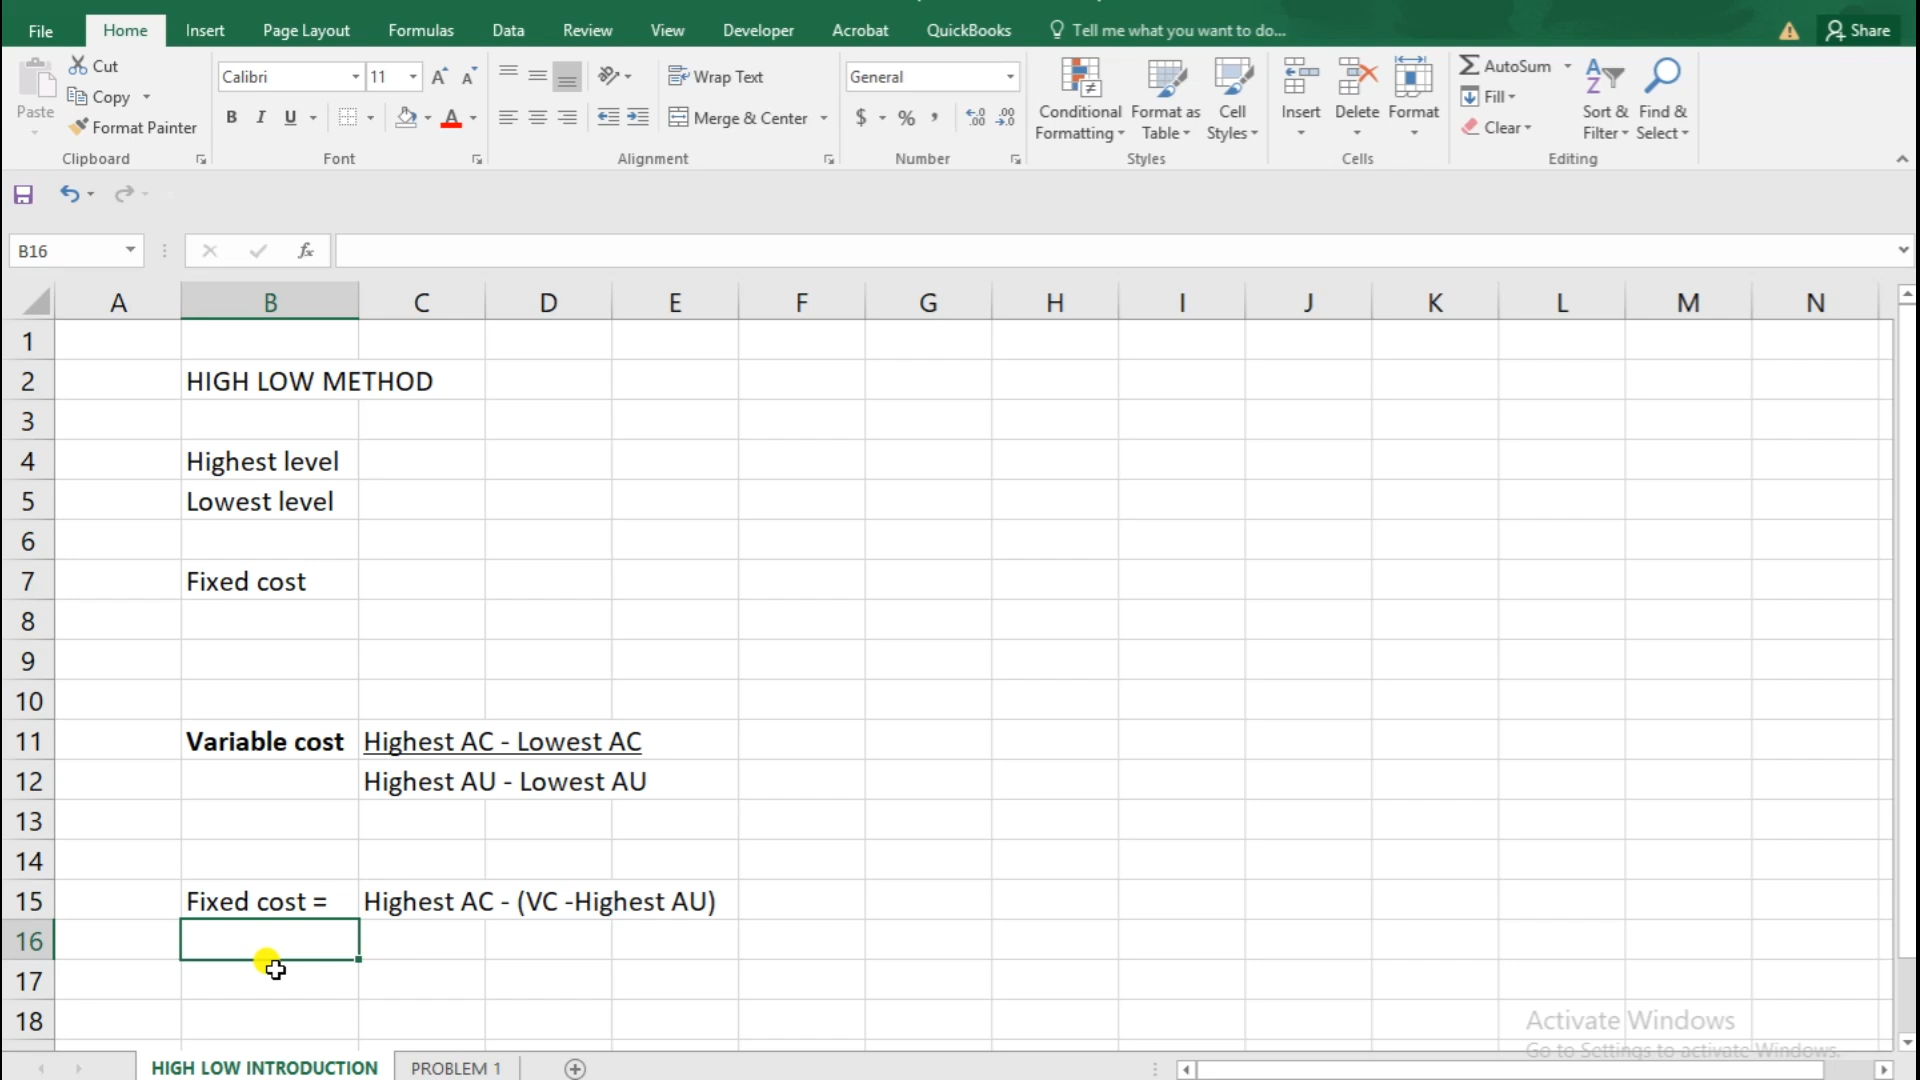 File Home Insert Page Layout Formulas Data Review View Developer Acrobat QuickBooks Tell me what you want to do... Share
Cut
Copy
Format Painter
Paste
Clipboard
Calibri 11
B I U
Font
Wrap Text
Merge & Center
Alignment
General
$ % ,
Number
Conditional Formatting
Format as Table
Cell Styles
Styles
Insert Delete Format
Cells
AutoSum
Fill
Clear
Sort & Filter
Find & Select
Editing
B16 fx
A B C D E F G H I J K L M N
1
2 HIGH LOW METHOD
3
4 Highest level
5 Lowest level
6
7 Fixed cost
8
9
10
11 Variable cost Highest AC - Lowest AC
12 Highest AU - Lowest AU
13
14
15 Fixed cost = Highest AC - (VC -Highest AU)
16
17
18
Activate Windows
Go to Settings to activate Windows.
HIGH LOW INTRODUCTION PROBLEM 1